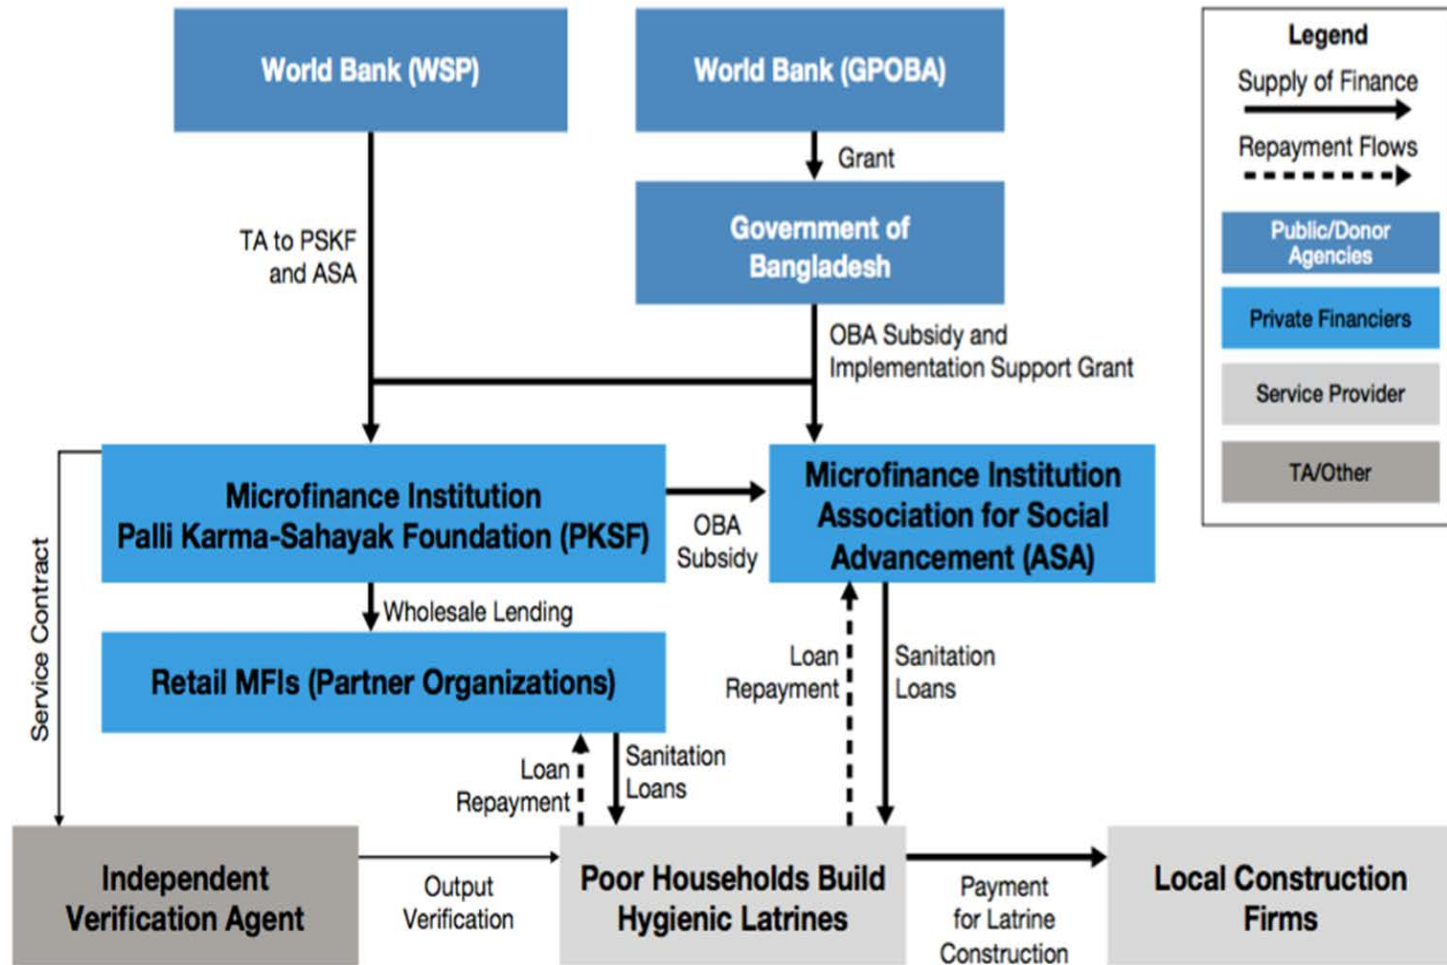 World Bank (WSP)
World Bank (GPOBA)
Legend
Supply of Finance
Repayment Flows
Public/Donor
Agencies
Private Financiers
Service Provider
TA/Other
Grant
Government of
Bangladesh
TA to PSKF
and ASA
OBA Subsidy and
Implementation Support Grant
Microfinance Institution
Palli Karma-Sahayak Foundation (PKSF)
OBA
Subsidy
Microfinance Institution
Association for Social
Advancement (ASA)
Service Contract
Wholesale Lending
Retail MFIs (Partner Organizations)
Loan
Repayment
Sanitation
Loans
Loan
Repayment
Sanitation
Loans
Independent
Verification Agent
Output
Verification
Poor Households Build
Hygienic Latrines
Payment
for Latrine
Construction
Local Construction
Firms